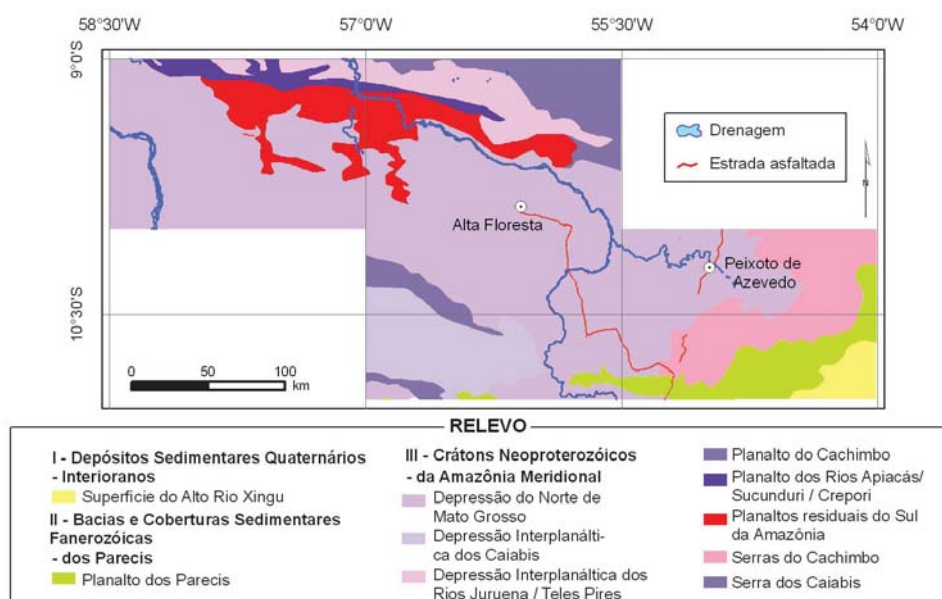 58°30'W 57°0'W 55°30'W 54°0'W
9°0'S
Drenagem
Estrada asfaltada
N
Alta Floresta
Peixoto de
Azevedo
10°30'S
0 50 100
km
RELEVO
I - Depósitos Sedimentares Quaternários
- Interioranos
Superfície do Alto Rio Xingu
II - Bacias e Coberturas Sedimentares
Fanerozóicas
- dos Parecis
Planalto dos Parecis
III - Crátons Neoproterozóicos
- da Amazônia Meridional
Depressão do Norte de
Mato Grosso
Depressão Interplanálti-
ca dos Caiabis
Depressão Interplanáltica dos
Rios Juruena / Teles Pires
Planalto do Cachimbo
Planalto dos Rios Apiacás/
Sucunduri / Crepori
Planaltos residuais do Sul
da Amazônia
Serras do Cachimbo
Serra dos Caiabis